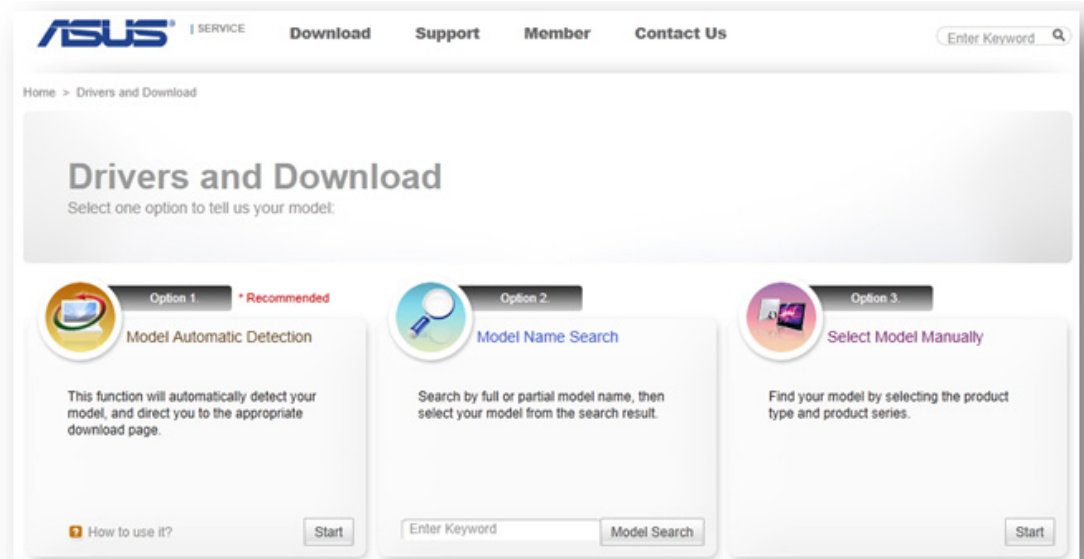 ASUS® | SERVICE Download Support Member Contact Us Enter Keyword
Home > Drivers and Download
Drivers and Download
Select one option to tell us your model:
Option 1. * Recommended
Model Automatic Detection
This function will automatically detect your
model, and direct you to the appropriate
download page.
? How to use it? Start
Option 2.
Model Name Search
Search by full or partial model name, then
select your model from the search result.
Enter Keyword Model Search
Option 3.
Select Model Manually
Find your model by selecting the product
type and product series.
Start